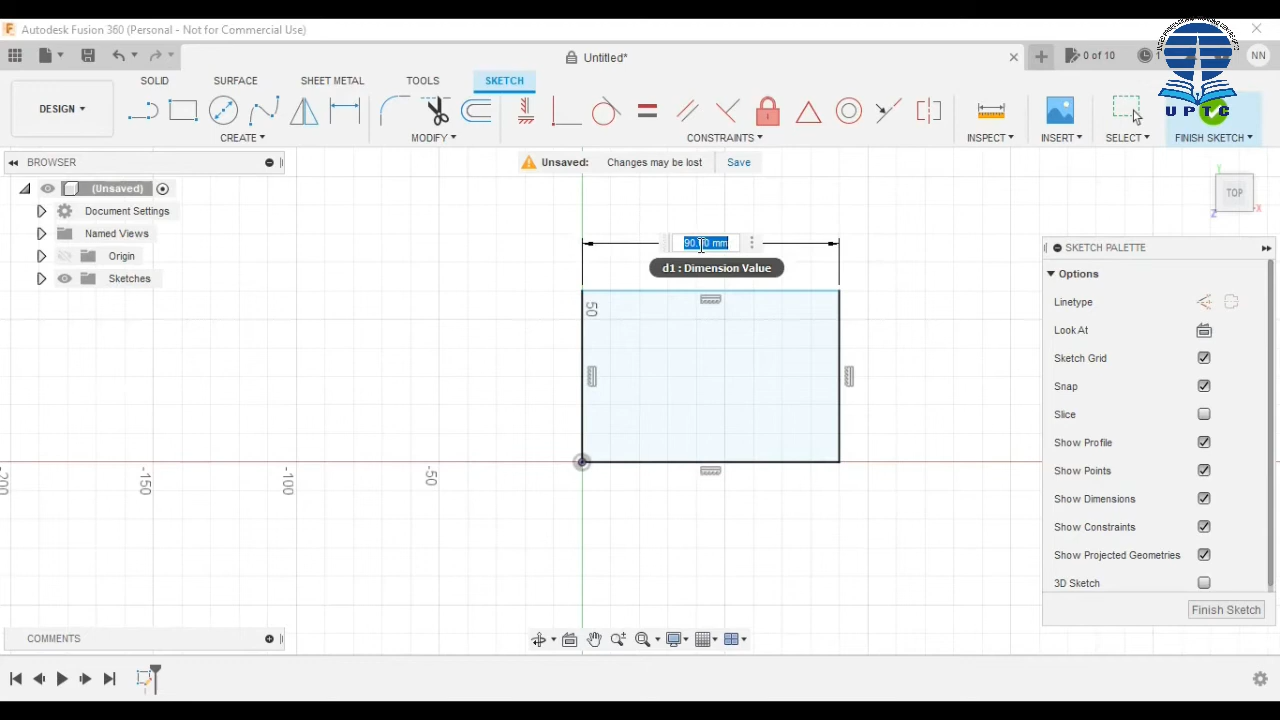 Autodesk Fusion 360 (Personal - Not for Commercial Use)
Untitled*
0 of 10
1
NN
UPTC
DESIGN
SOLID
SURFACE
SHEET METAL
TOOLS
SKETCH
CREATE
MODIFY
CONSTRAINTS
INSPECT
INSERT
SELECT
FINISH SKETCH
BROWSER
Unsaved: Changes may be lost Save
(Unsaved)
Document Settings
Named Views
Origin
Sketches
TOP
Y
X
Z
mm
d1 : Dimension Value
50
-200
-150
-100
-50
SKETCH PALETTE
Options
Linetype
Look At
Sketch Grid
Snap
Slice
Show Profile
Show Points
Show Dimensions
Show Constraints
Show Projected Geometries
3D Sketch
Finish Sketch
COMMENTS